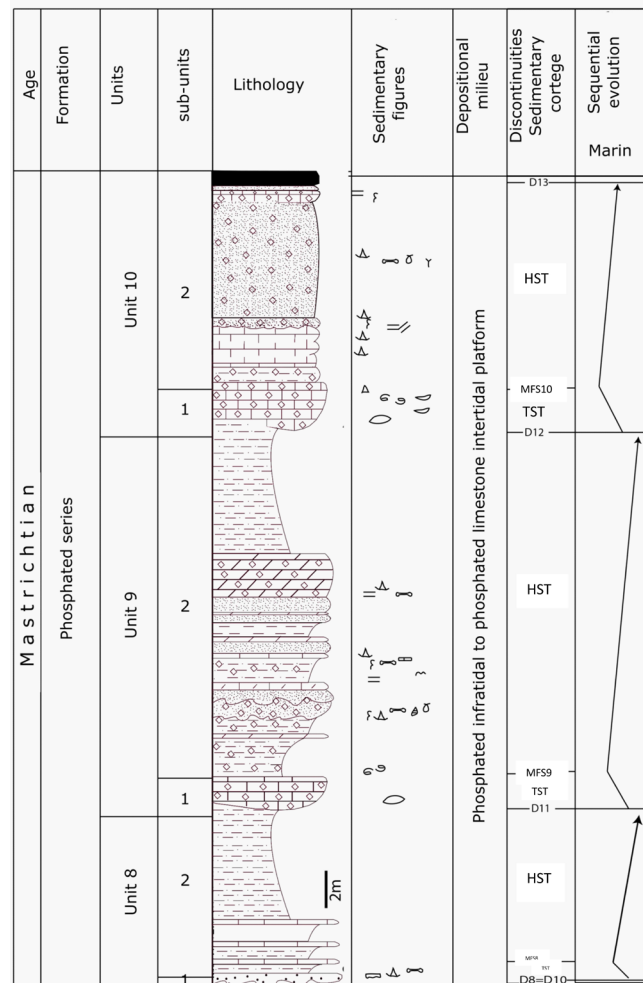 Age
Formation
Units
sub-units
Lithology
Sedimentary
figures
Depositional
milieu
Discontinuities
Sedimentary
cortege
Sequential
evolution
Marin
Mastrichtian
Phosphated series
Unit 10
2
1
Unit 9
2
1
Unit 8
2
1
2m
Phosphated infratidal to phosphated limestone intertidal platform
D13
HST
MFS10
TST
D12
HST
MFS9
TST
D11
HST
MFS8
TST
D8=D10